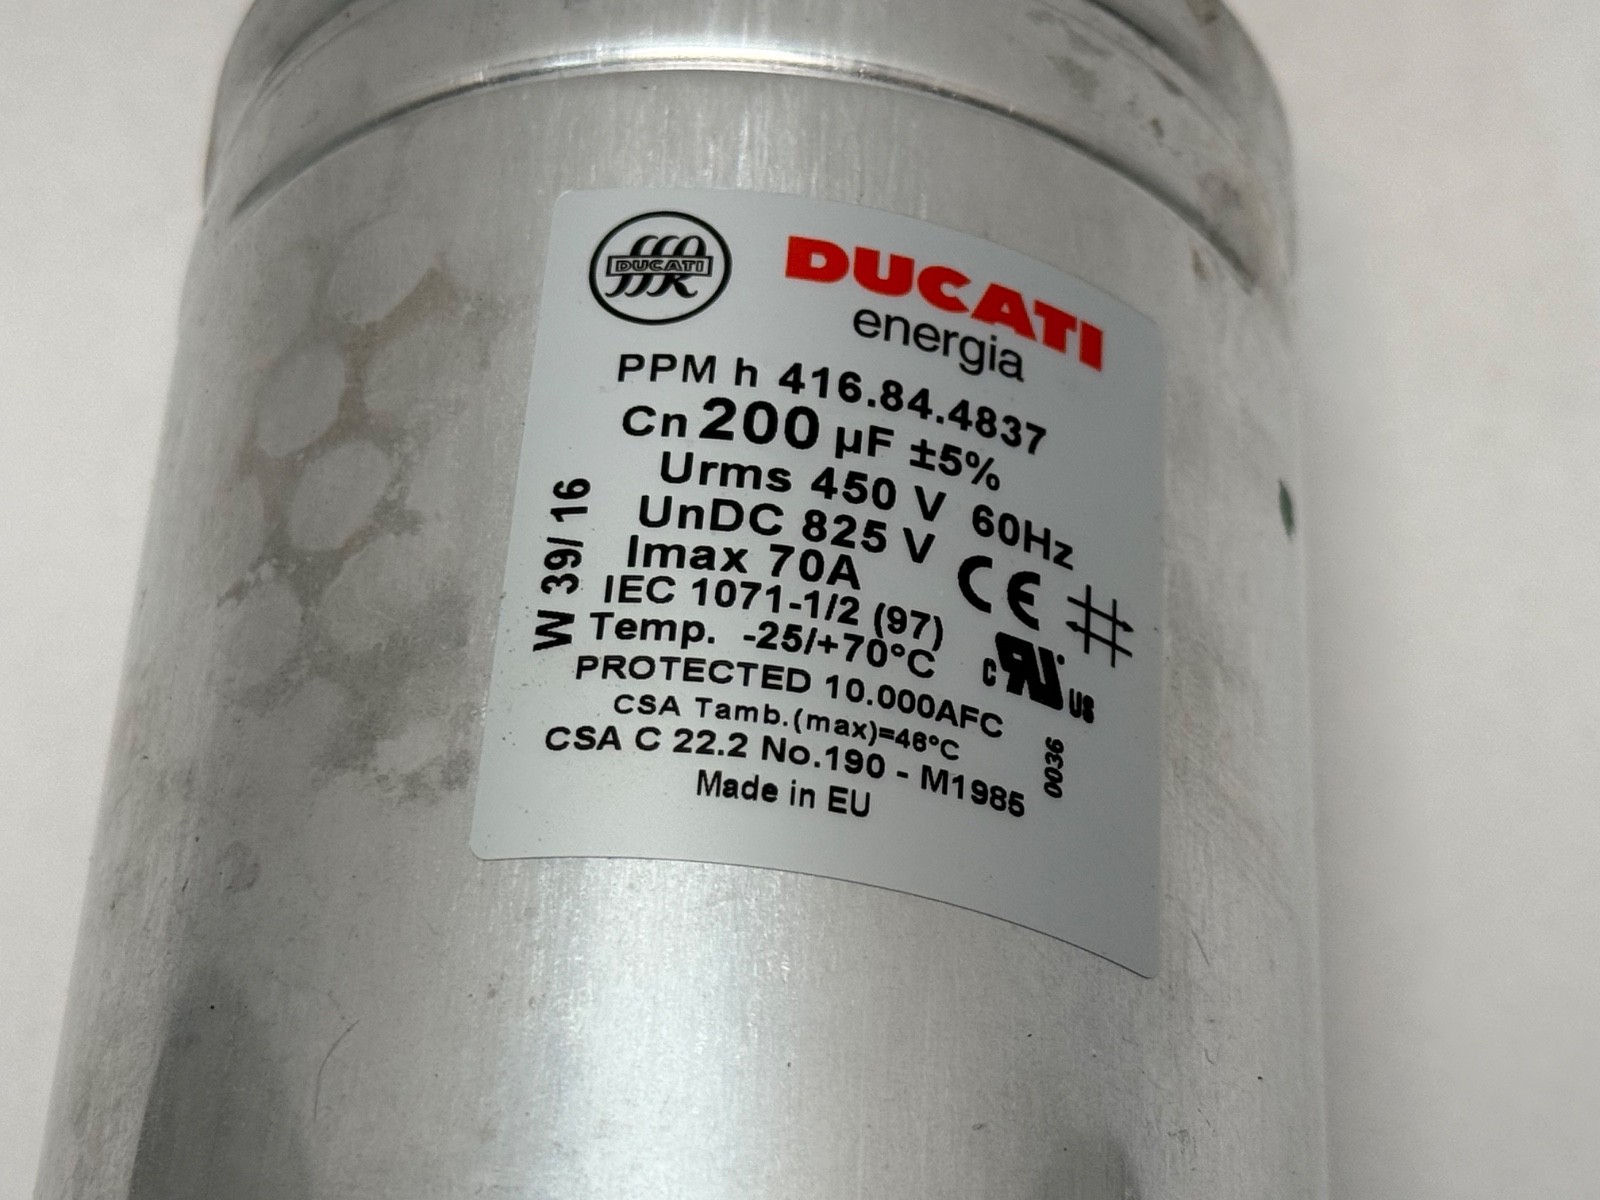 DUCATI
DUCATI
energia
PPM h 416.84.4837
Cn 200 µF ±5%
Urms 450 V 60Hz
UnDC 825 V
Imax 70A
IEC 1071-1/2 (97)
Temp. -25/+70°C
PROTECTED 10.000AFC
CSA Tamb.(max)=46°C
CSA C 22.2 No.190 - M1985
Made in EU
W 39/16
CE
c RU US
0036